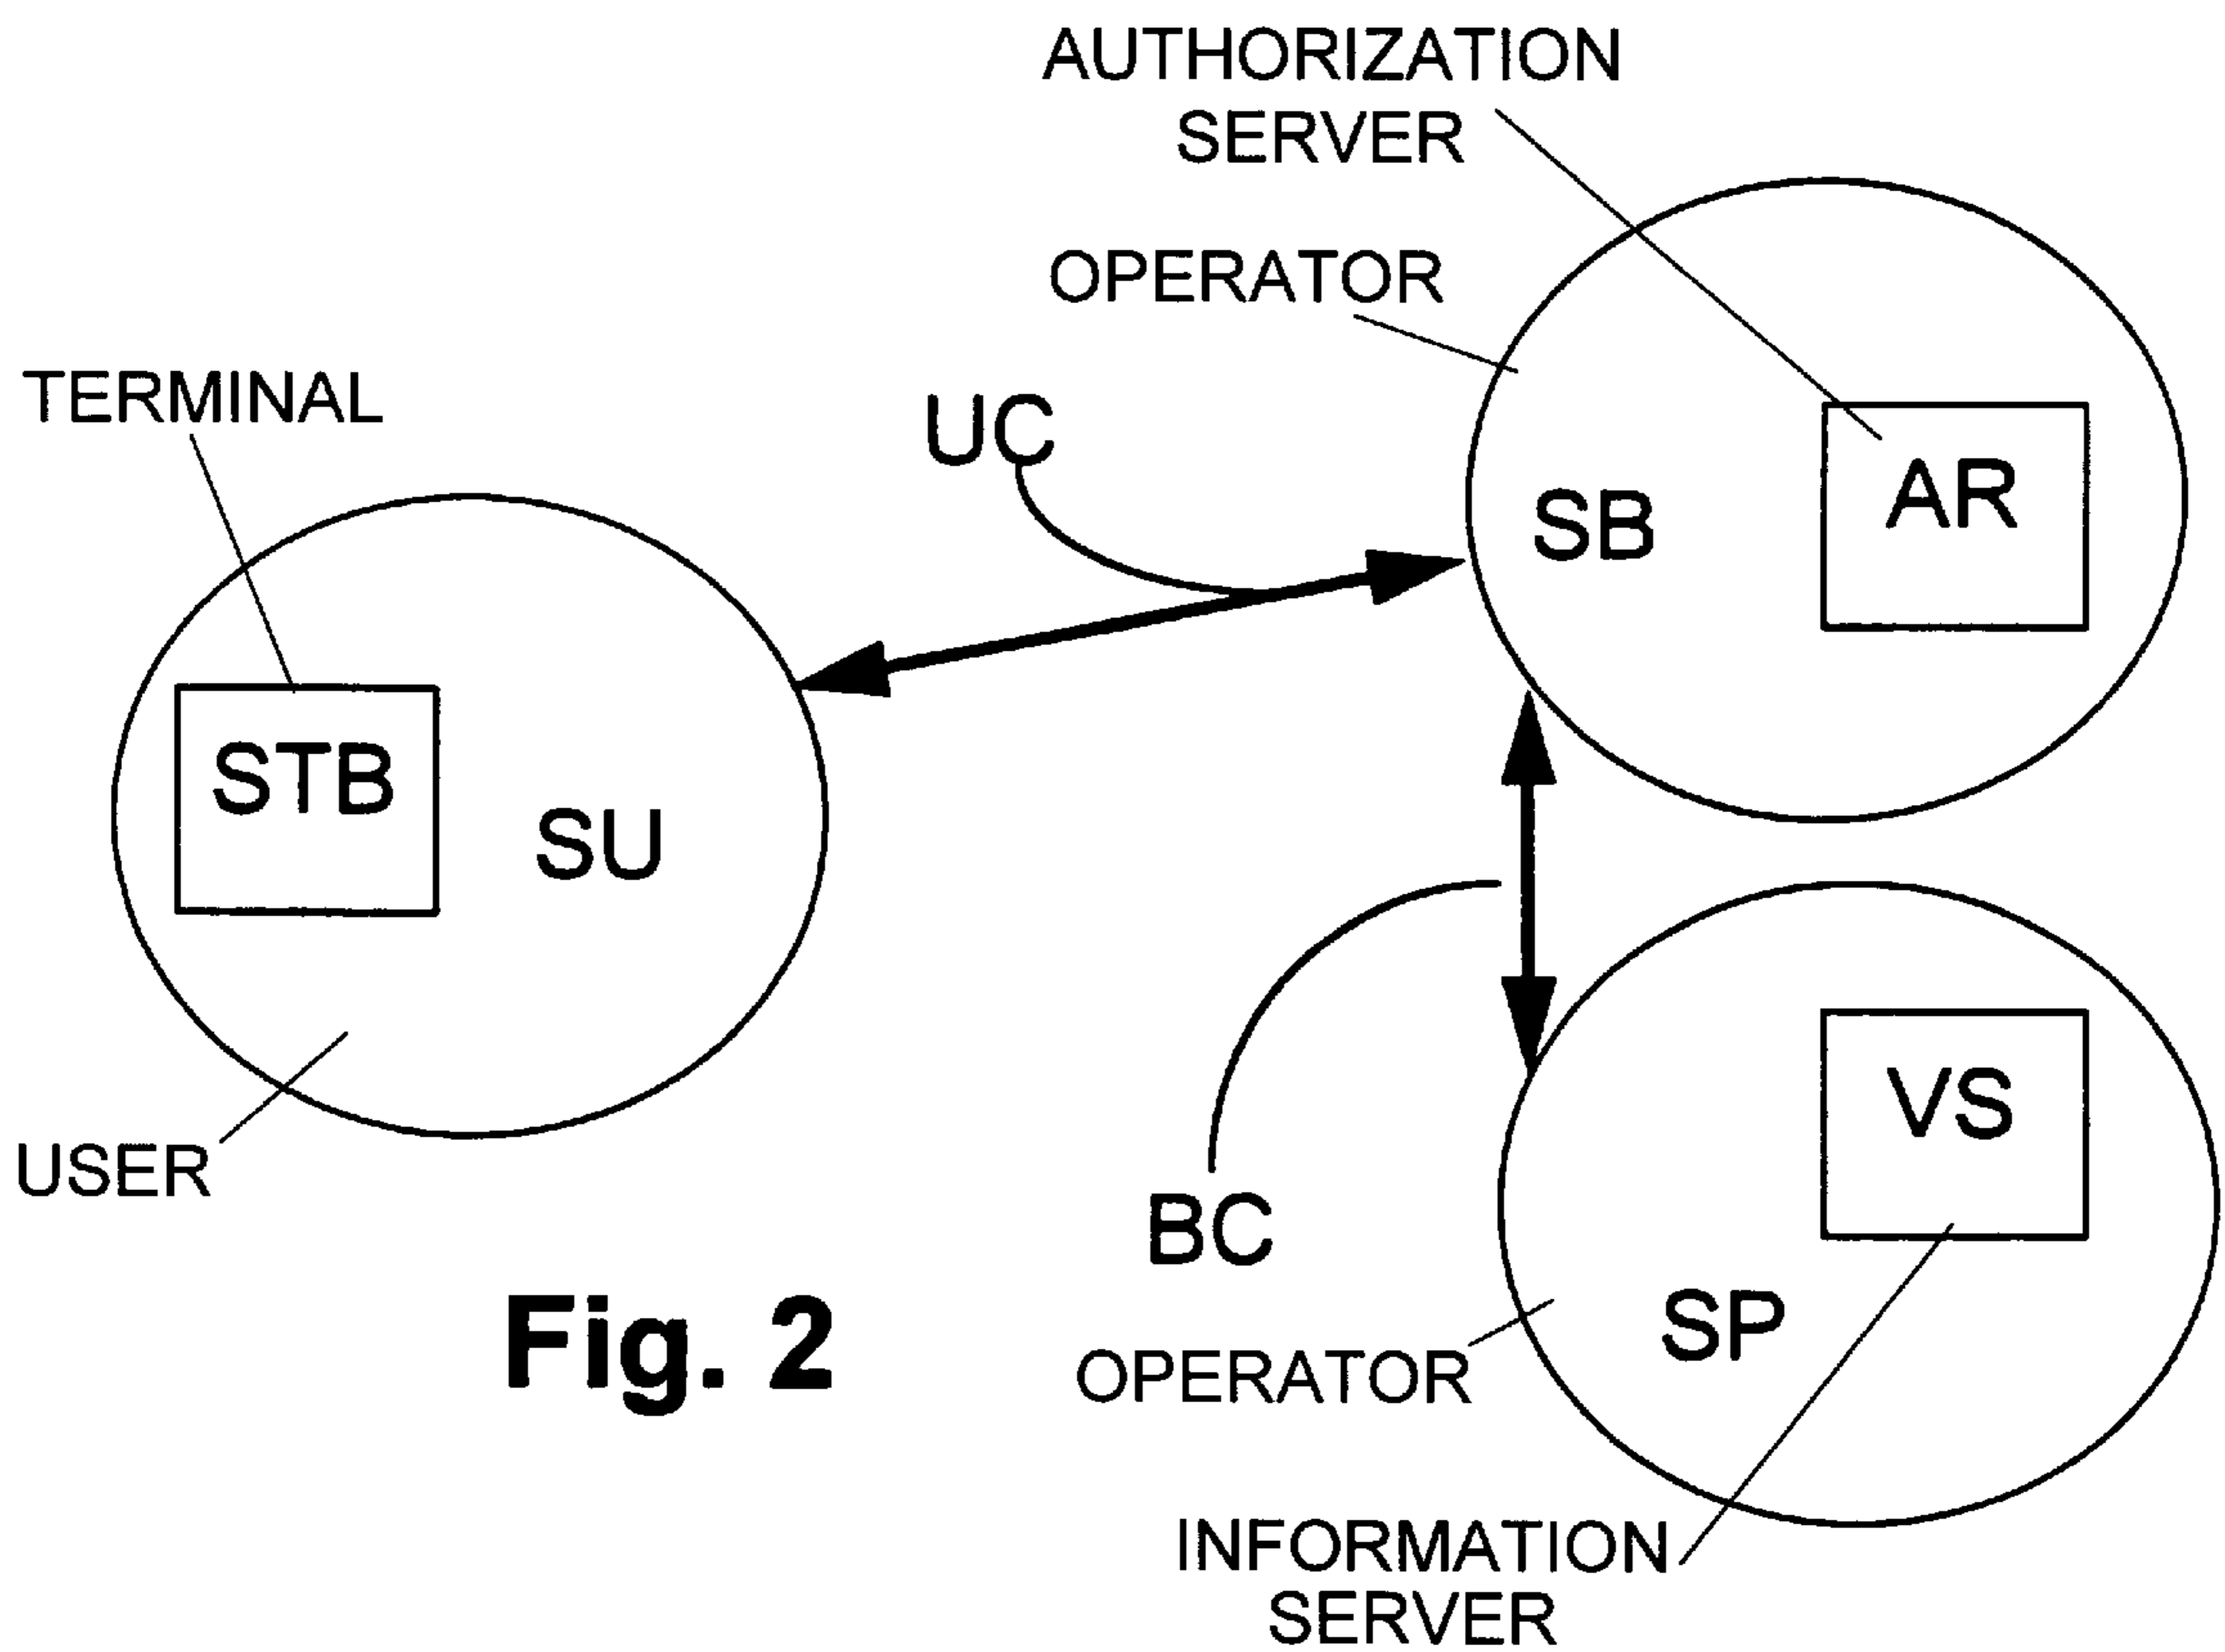 AUTHORIZATION
SERVER
OPERATOR
TERMINAL
UC
AR
SB
STB
SU
VS
USER
BC
SP
Fig. 2
OPERATOR
INFORMATION
SERVER